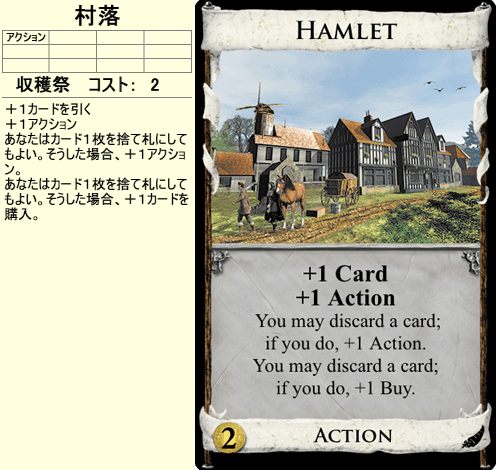 村落
アクション
収穫祭　コスト： 2
＋1カードを引く
＋1アクション
あなたはカード1枚を捨て札にして
もよい。そうした場合、＋1アクショ
ン。
あなたはカード1枚を捨て札にして
もよい。そうした場合、＋1カードを
購入。
HAMLET
+1 Card
+1 Action
You may discard a card;
if you do, +1 Action.
You may discard a card;
if you do, +1 Buy.
2
ACTION